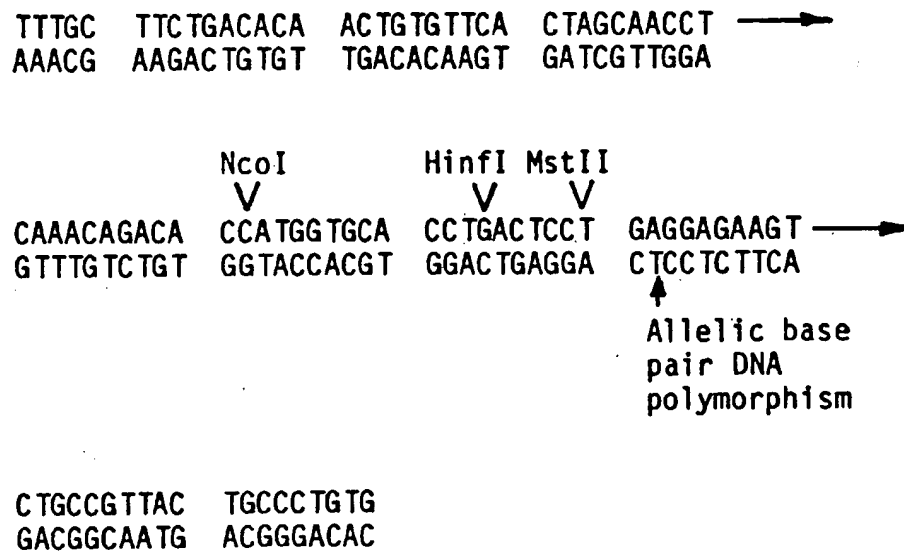 TTTGC TTCTGACACA ACTGTGTTCA CTAGCAACCT
AAACG AAGACTGTGT TGACACAAGT GATCGTTGGA
NcoI HinfI MstII
CAAACAGACA CCATGGTGCA CCTGACTCCT GAGGAGAAGT
GTTTGTCTGT GGTACCACGT GGACTGAGGA CTCCTCTTCA
Allelic base
pair DNA
polymorphism
CTGCCGTTAC TGCCCTGTG
GACGGCAATG ACGGGACAC